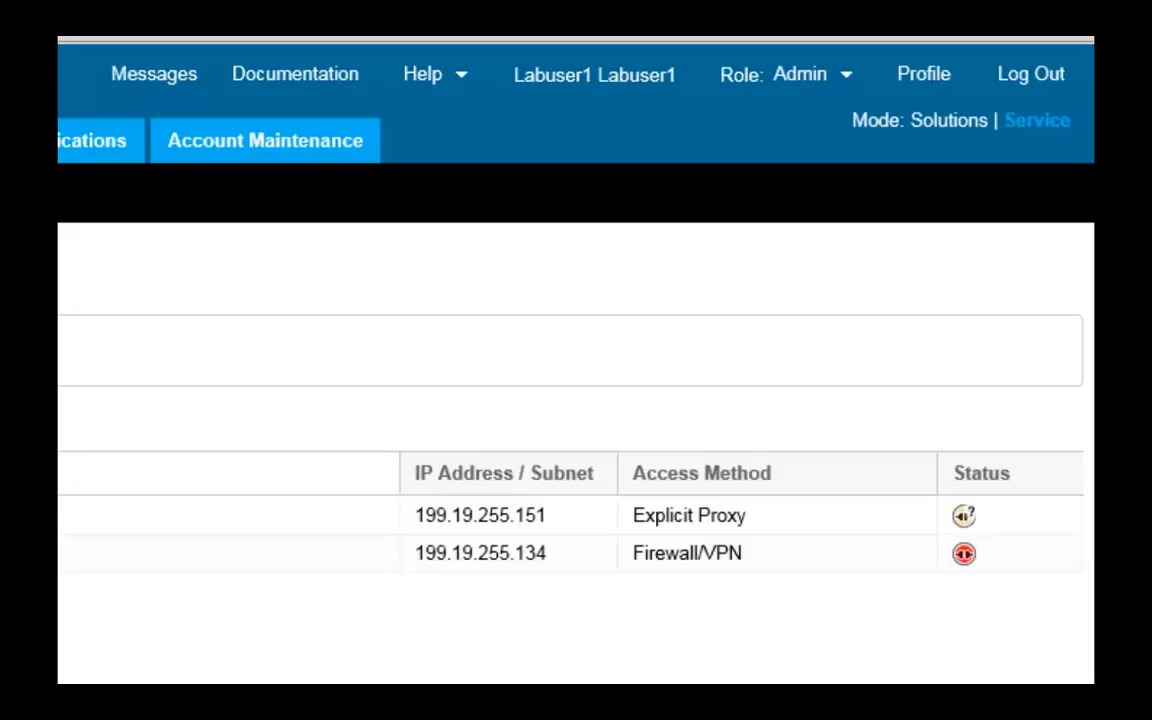 Messages Documentation Help Labuser1 Labuser1 Role: Admin Profile Log Out
Mode: Solutions | Service
ications Account Maintenance
IP Address / Subnet Access Method Status
199.19.255.151 Explicit Proxy
199.19.255.134 Firewall/VPN